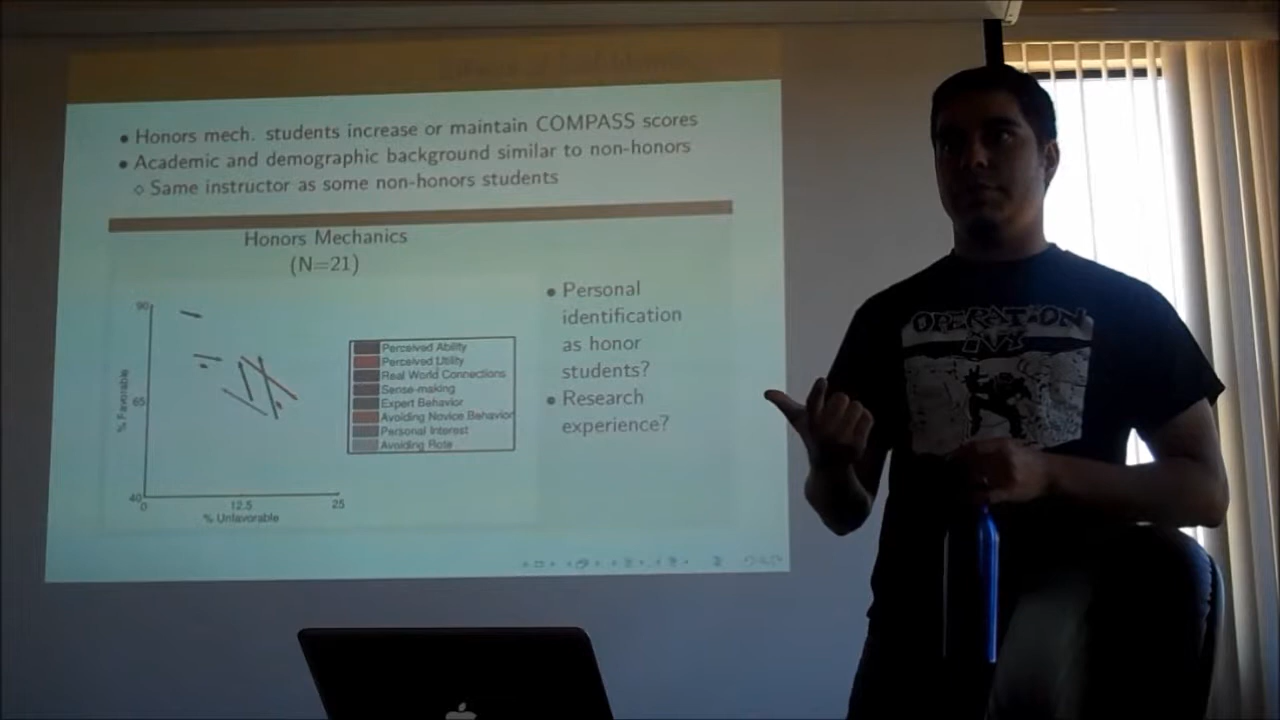 • Honors mech. students increase or maintain COMPASS scores
• Academic and demographic background similar to non-honors
◇ Same instructor as some non-honors students
Honors Mechanics
(N=21)
90
65
40
% Favorable
0
12.5
25
% Unfavorable
Perceived Ability
Perceived Utility
Real World Connections
Sense-making
Expert Behavior
Avoiding Novice Behavior
Personal Interest
Avoiding Rote
• Personal
identification
as honor
students?
• Research
experience?
OPERATION
IVY